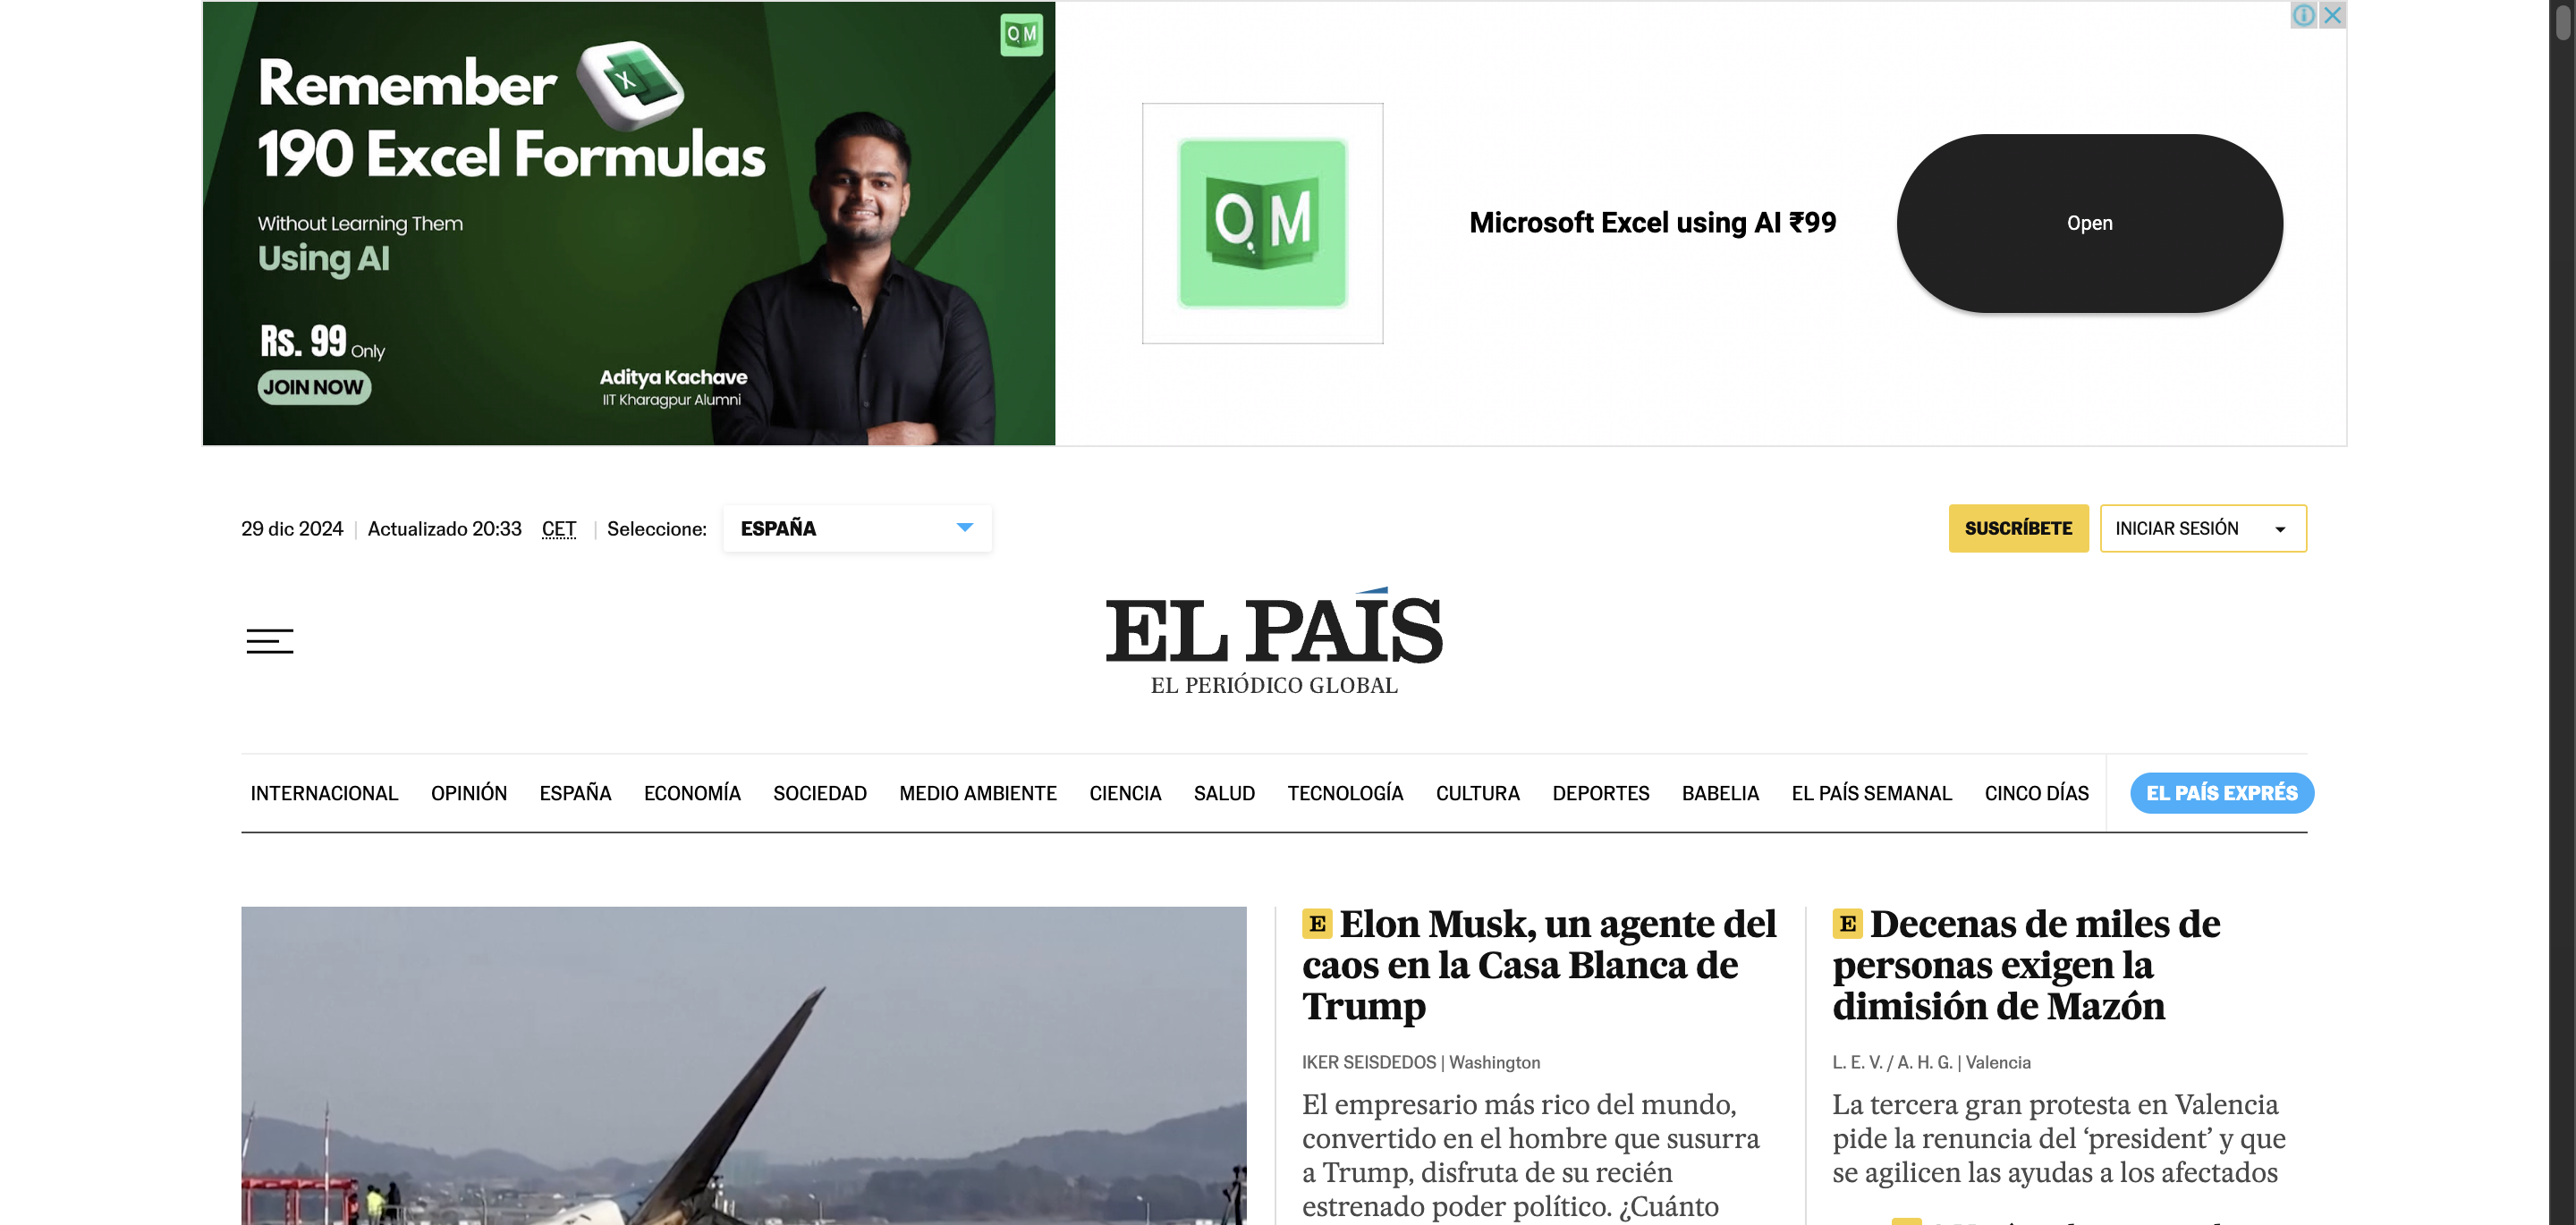 Remember
190 Excel Formulas
Without Learning Them
Using AI
Rs. 99 Only
JOIN NOW
Aditya Kachave
IIT Kharagpur Alumni
QM
X
QM
Microsoft Excel using AI ₹99
Open
29 dic 2024 | Actualizado 20:33 CET | Seleccione: ESPAÑA
SUSCRÍBETE
INICIAR SESIÓN
EL PAÍS
EL PERIÓDICO GLOBAL
INTERNACIONAL OPINIÓN ESPAÑA ECONOMÍA SOCIEDAD MEDIO AMBIENTE CIENCIA SALUD TECNOLOGÍA CULTURA DEPORTES BABELIA EL PAÍS SEMANAL CINCO DÍAS EL PAÍS EXPRÉS
E Elon Musk, un agente del
caos en la Casa Blanca de
Trump
IKER SEISDEDOS | Washington
El empresario más rico del mundo,
convertido en el hombre que susurra
a Trump, disfruta de su recién
estrenado poder político. ¿Cuánto
E Decenas de miles de
personas exigen la
dimisión de Mazón
L. E. V. / A. H. G. | Valencia
La tercera gran protesta en Valencia
pide la renuncia del ‘president’ y que
se agilicen las ayudas a los afectados